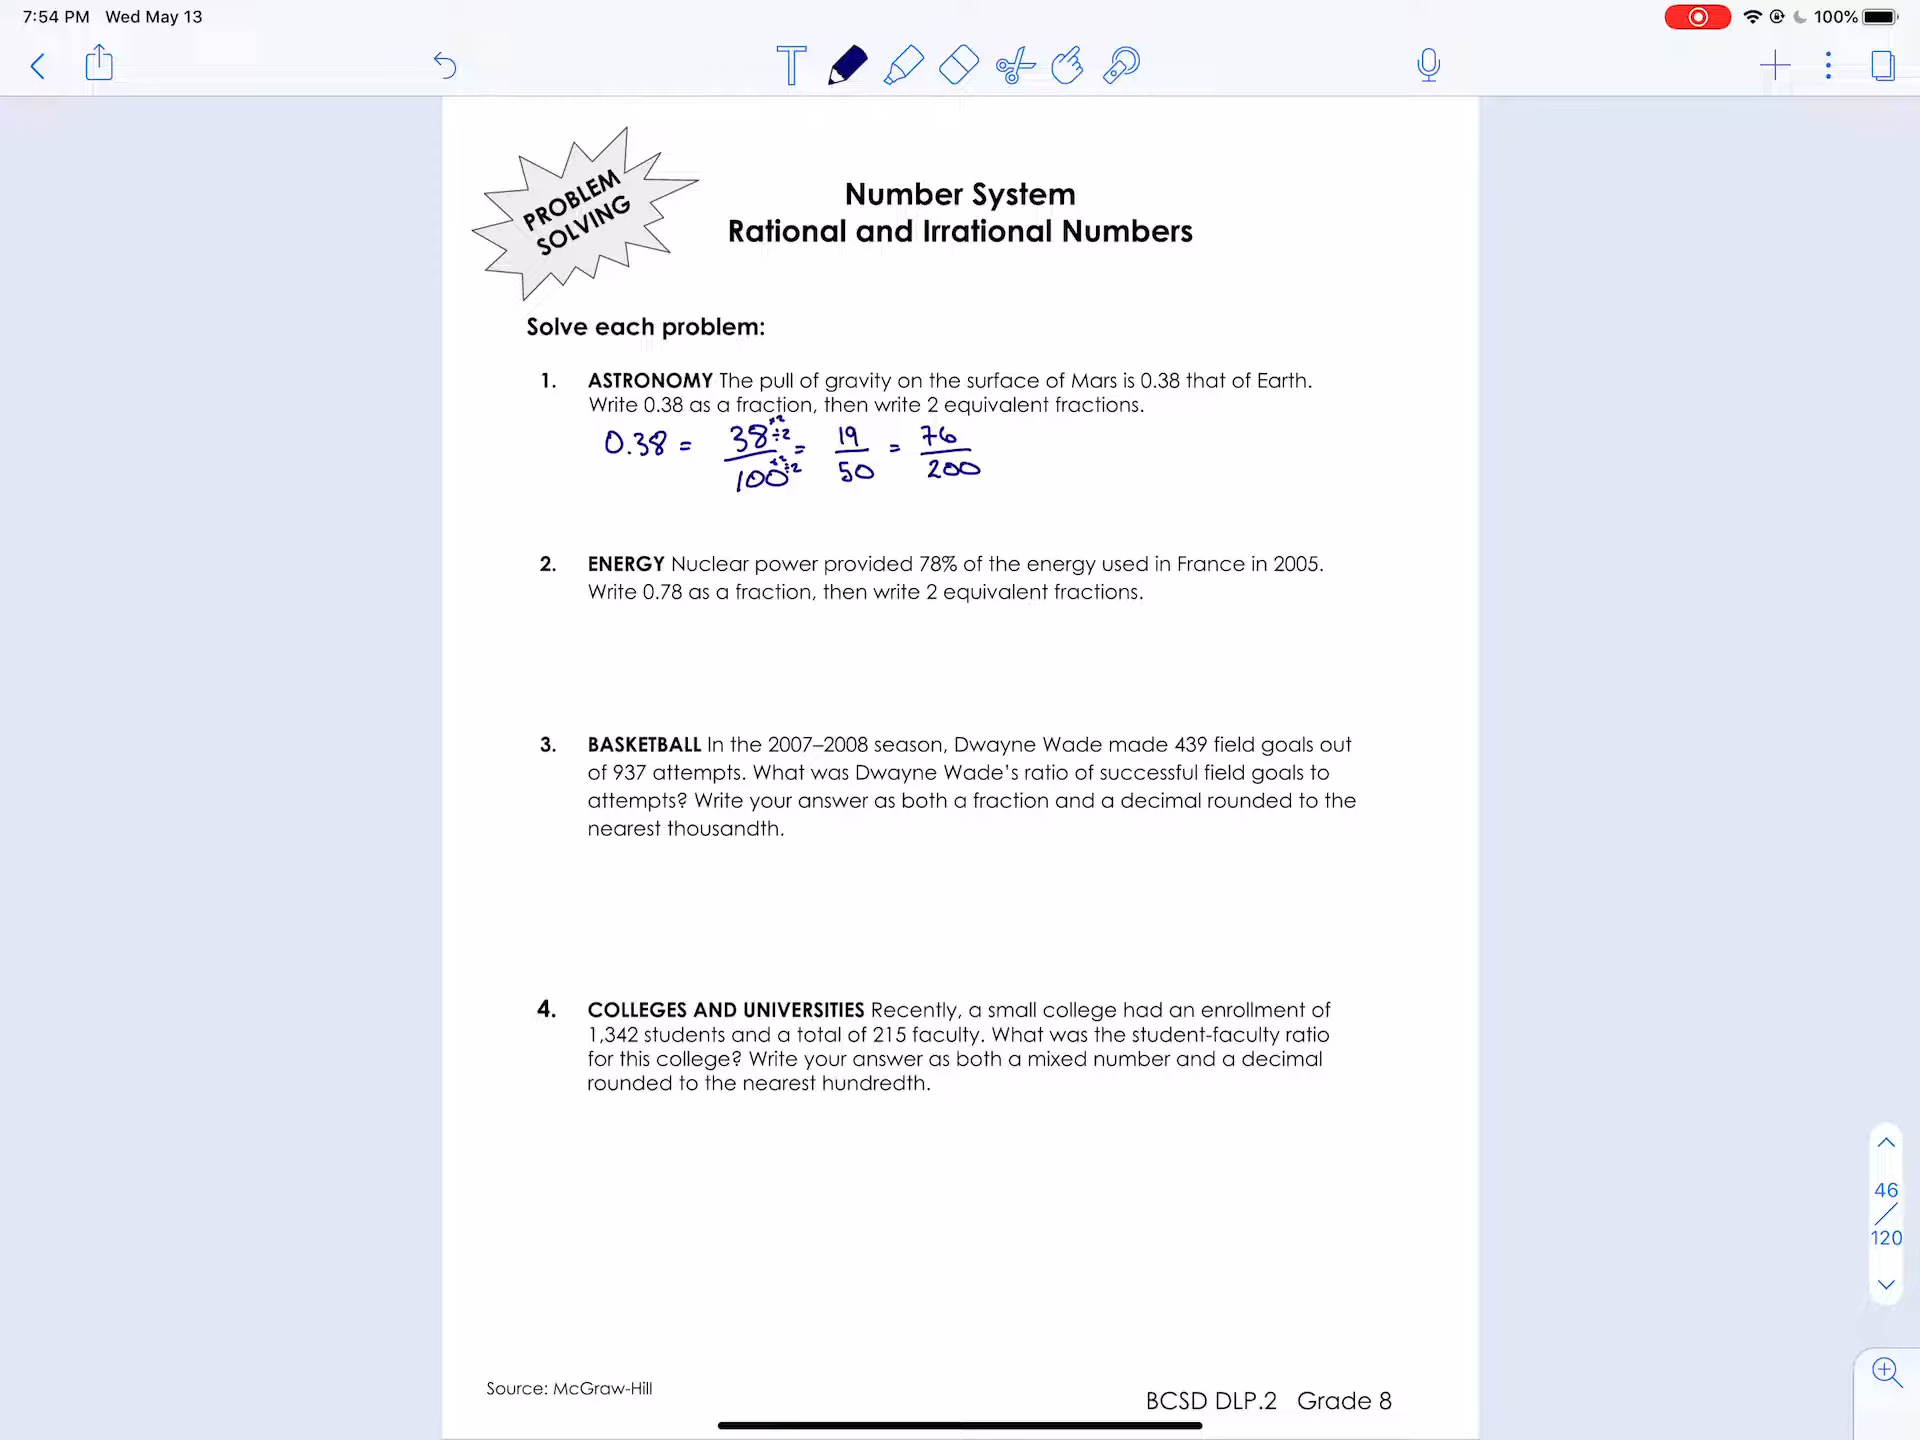 7:54 PM Wed May 13
100%
PROBLEM
SOLVING
Number System
Rational and Irrational Numbers
Solve each problem:
1. ASTRONOMY The pull of gravity on the surface of Mars is 0.38 that of Earth.
Write 0.38 as a fraction, then write 2 equivalent fractions.
0.38 = 38/100 = 19/50 = 76/200
×2 ÷2
×2 ÷2
2. ENERGY Nuclear power provided 78% of the energy used in France in 2005.
Write 0.78 as a fraction, then write 2 equivalent fractions.
3. BASKETBALL In the 2007–2008 season, Dwayne Wade made 439 field goals out
of 937 attempts. What was Dwayne Wade's ratio of successful field goals to
attempts? Write your answer as both a fraction and a decimal rounded to the
nearest thousandth.
4. COLLEGES AND UNIVERSITIES Recently, a small college had an enrollment of
1,342 students and a total of 215 faculty. What was the student-faculty ratio
for this college? Write your answer as both a mixed number and a decimal
rounded to the nearest hundredth.
46
/
120
Source: McGraw-Hill
BCSD DLP.2 Grade 8